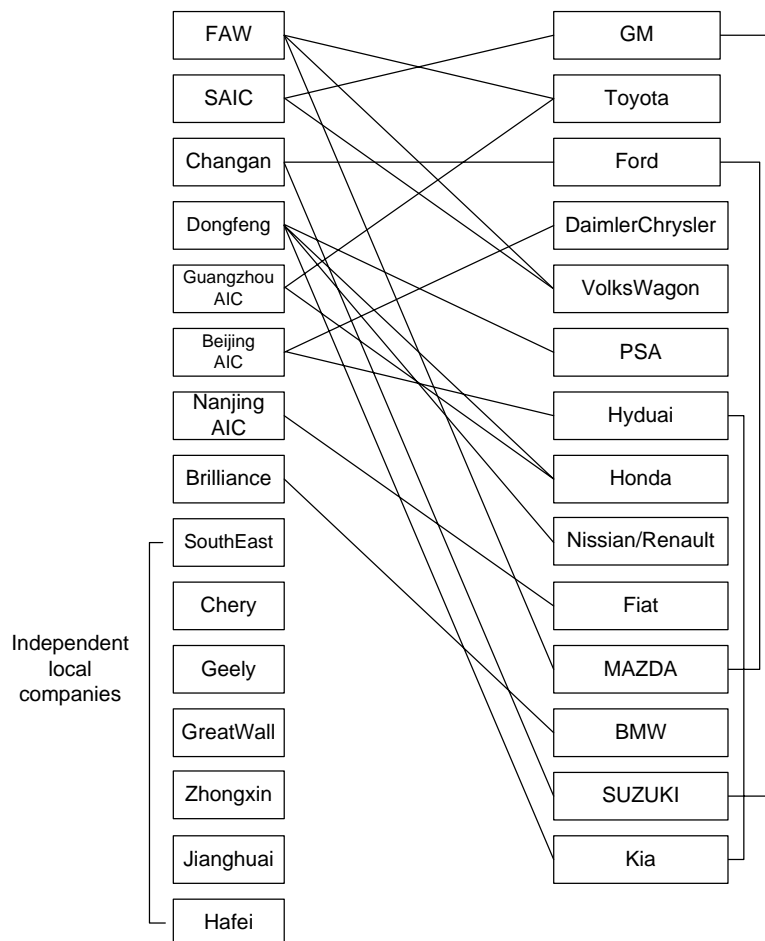 FAW
SAIC
Changan
Dongfeng
Guangzhou
AIC
Beijing
AIC
Nanjing
AIC
Brilliance
SouthEast
Chery
Geely
GreatWall
Zhongxin
Jianghuai
Hafei
Independent
local
companies
GM
Toyota
Ford
DaimlerChrysler
VolksWagon
PSA
Hyduai
Honda
Nissian/Renault
Fiat
MAZDA
BMW
SUZUKI
Kia